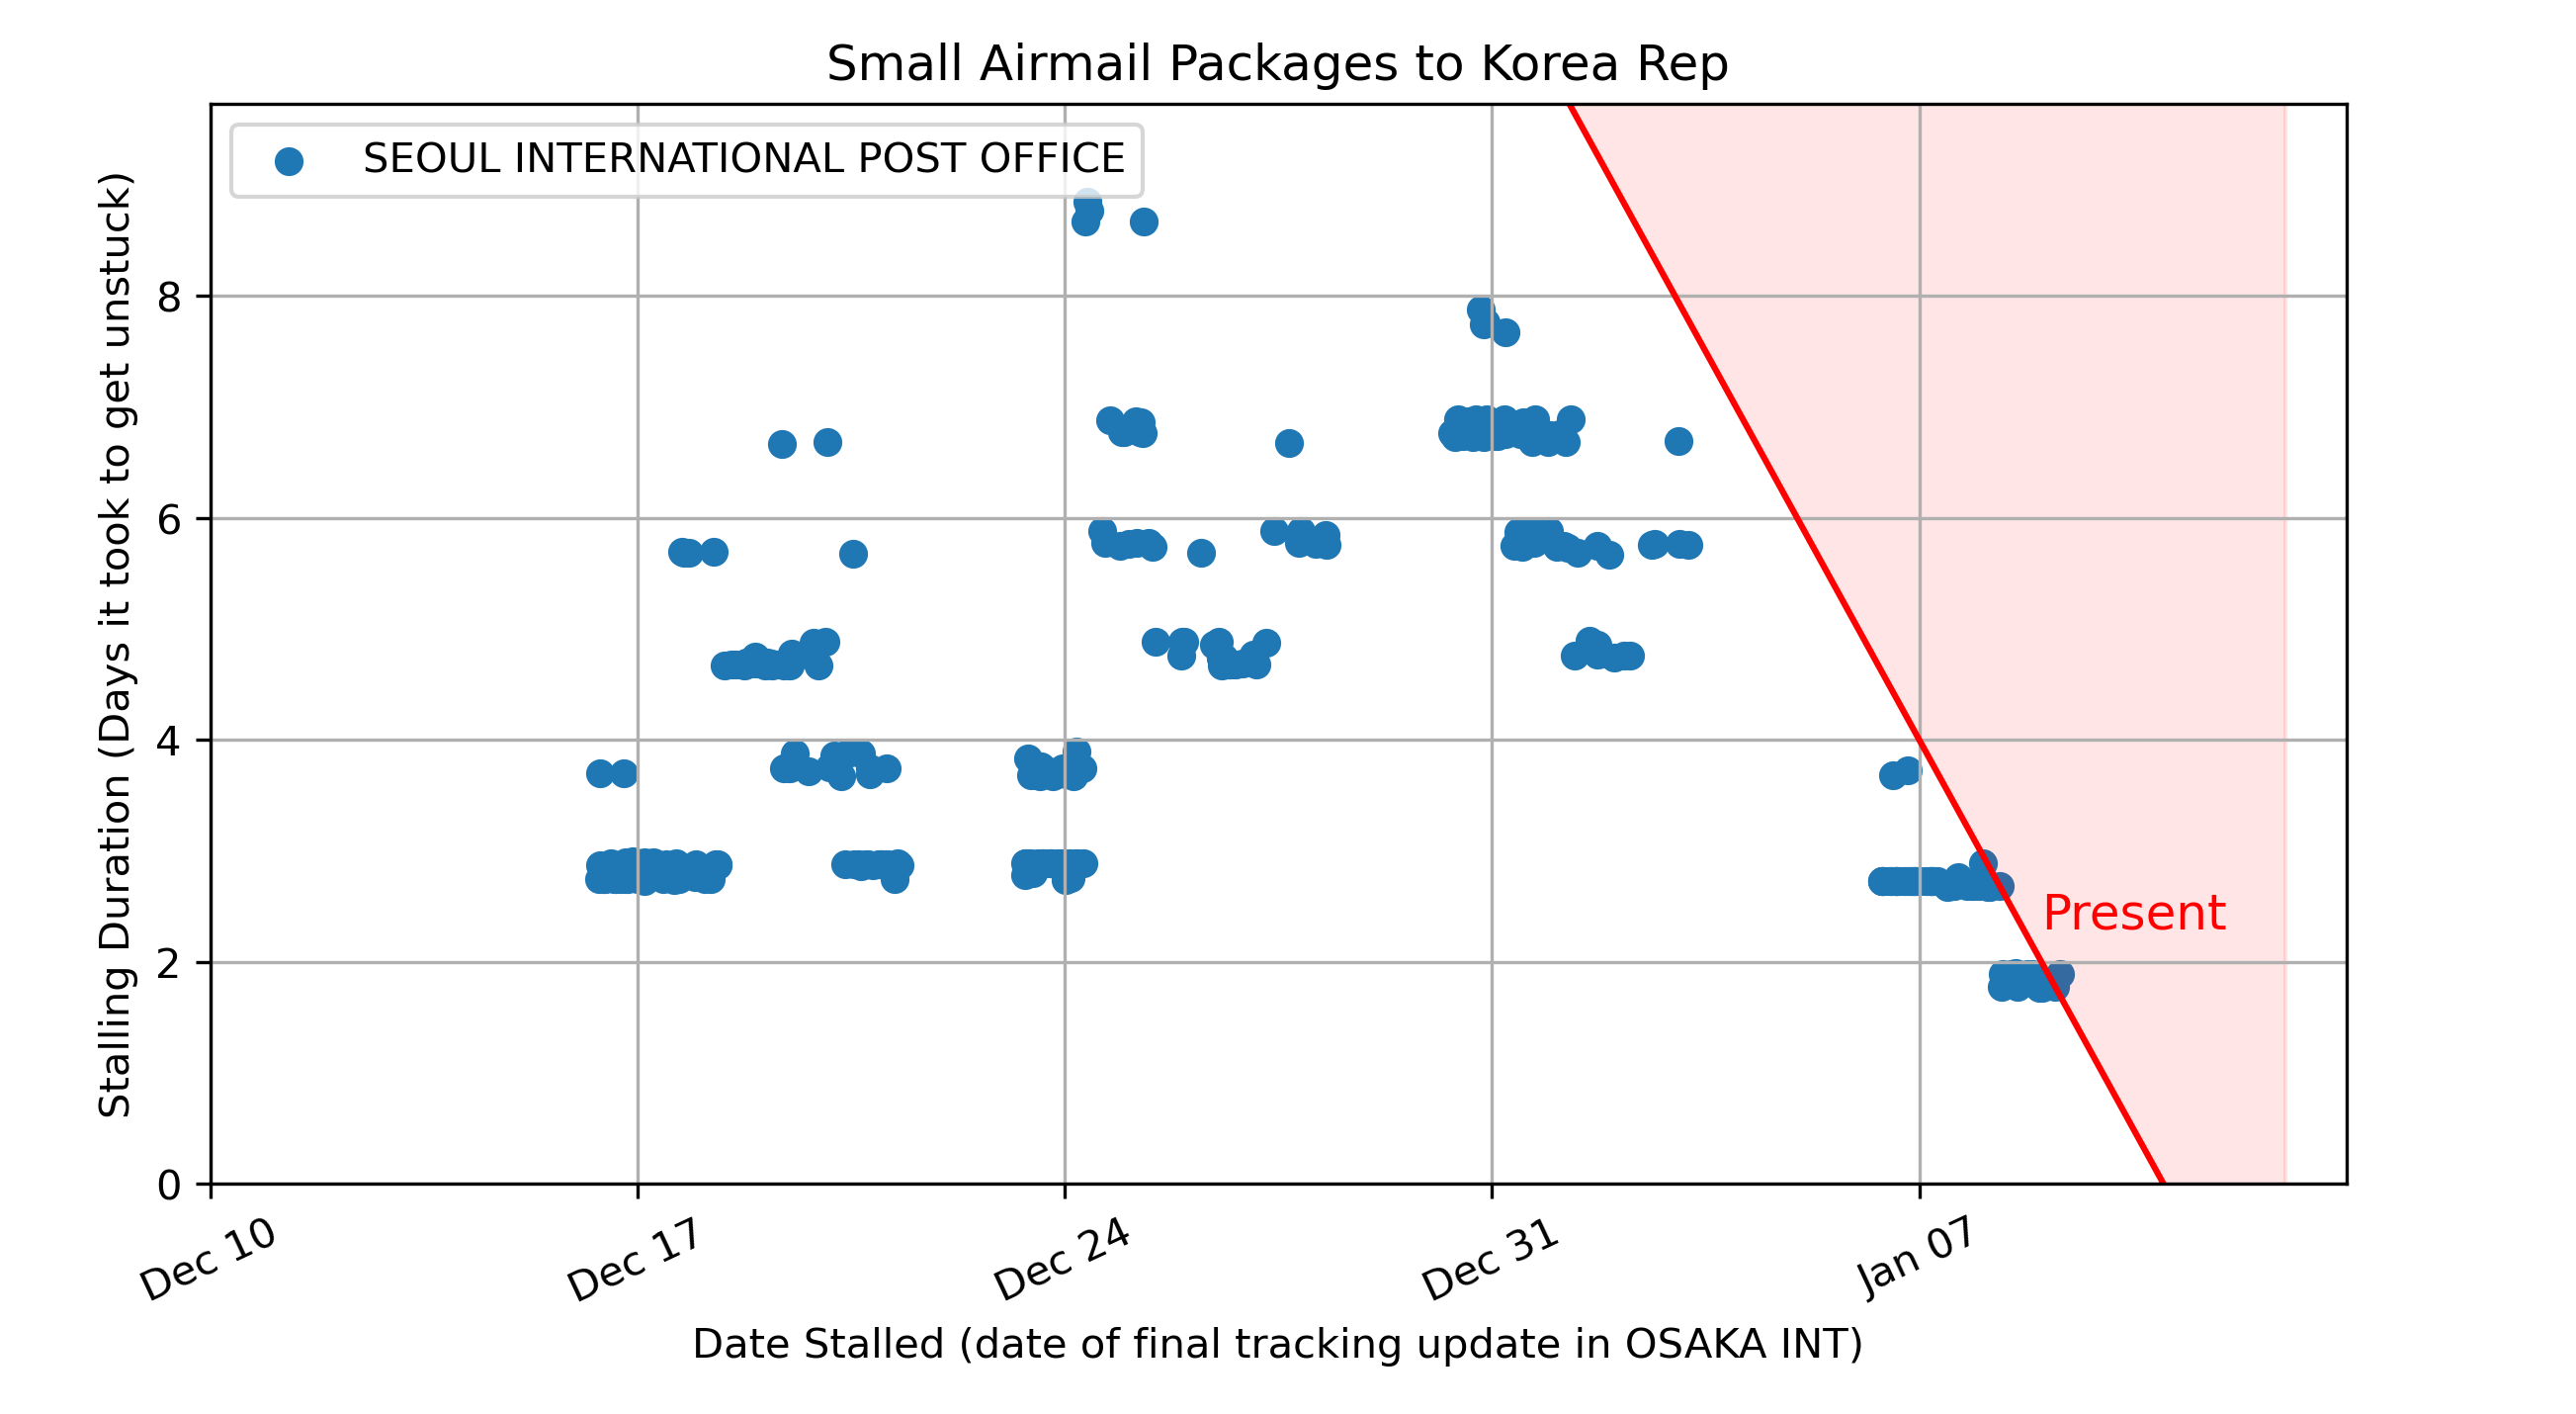 Small Airmail Packages to Korea Rep
SEOUL INTERNATIONAL POST OFFICE
Stalling Duration (Days it took to get unstuck)
8
6
4
2
0
Present
Dec 10
Dec 17
Dec 24
Dec 31
Jan 07
Date Stalled (date of final tracking update in OSAKA INT)